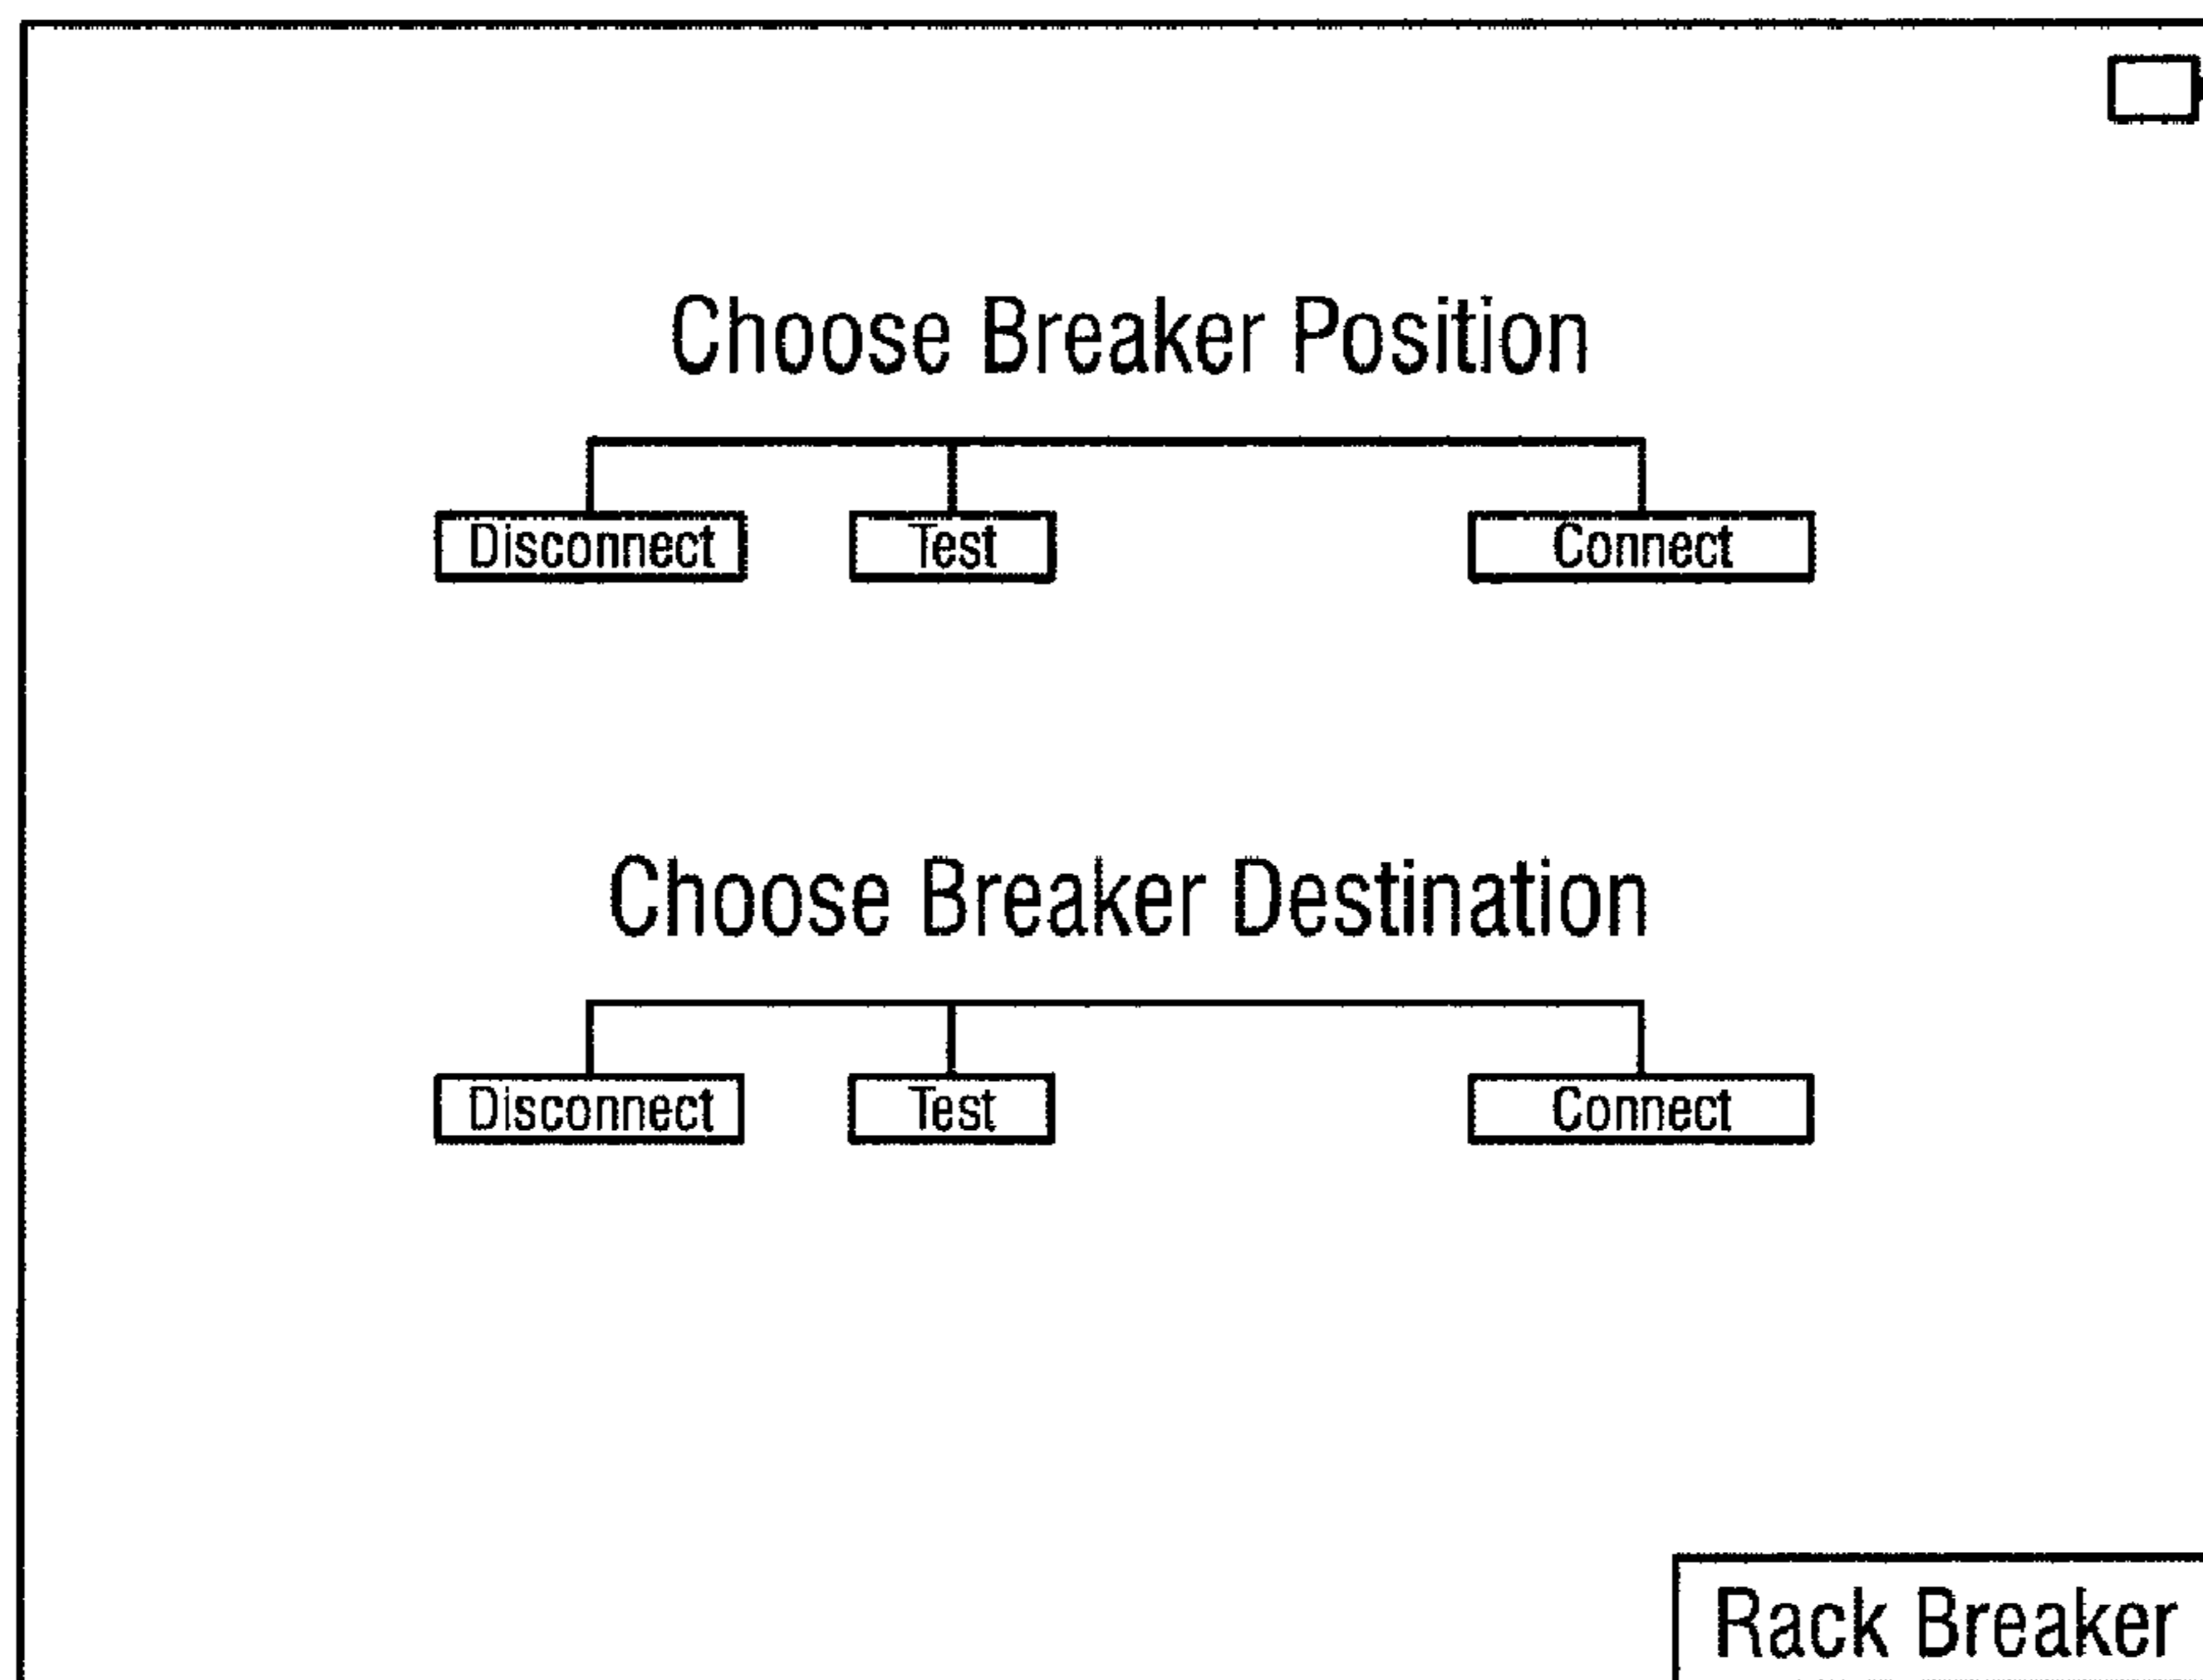 Choose Breaker Position
Disconnect Test Connect
Choose Breaker Destination
Disconnect Test Connect
Rack Breaker